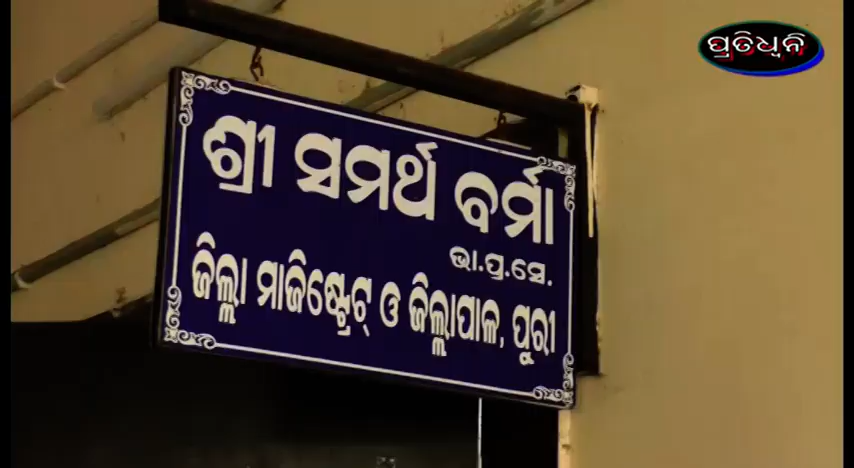 ପ୍ରତିଧ୍ୱନି
ଶ୍ରୀ ସମର୍ଥ ବର୍ମା
ଭା.ପ୍ର.ସେ.
ଜିଲ୍ଲା ମାଜିଷ୍ଟ୍ରେଟ୍ ଓ ଜିଲ୍ଲାପାଳ, ପୁରୀ